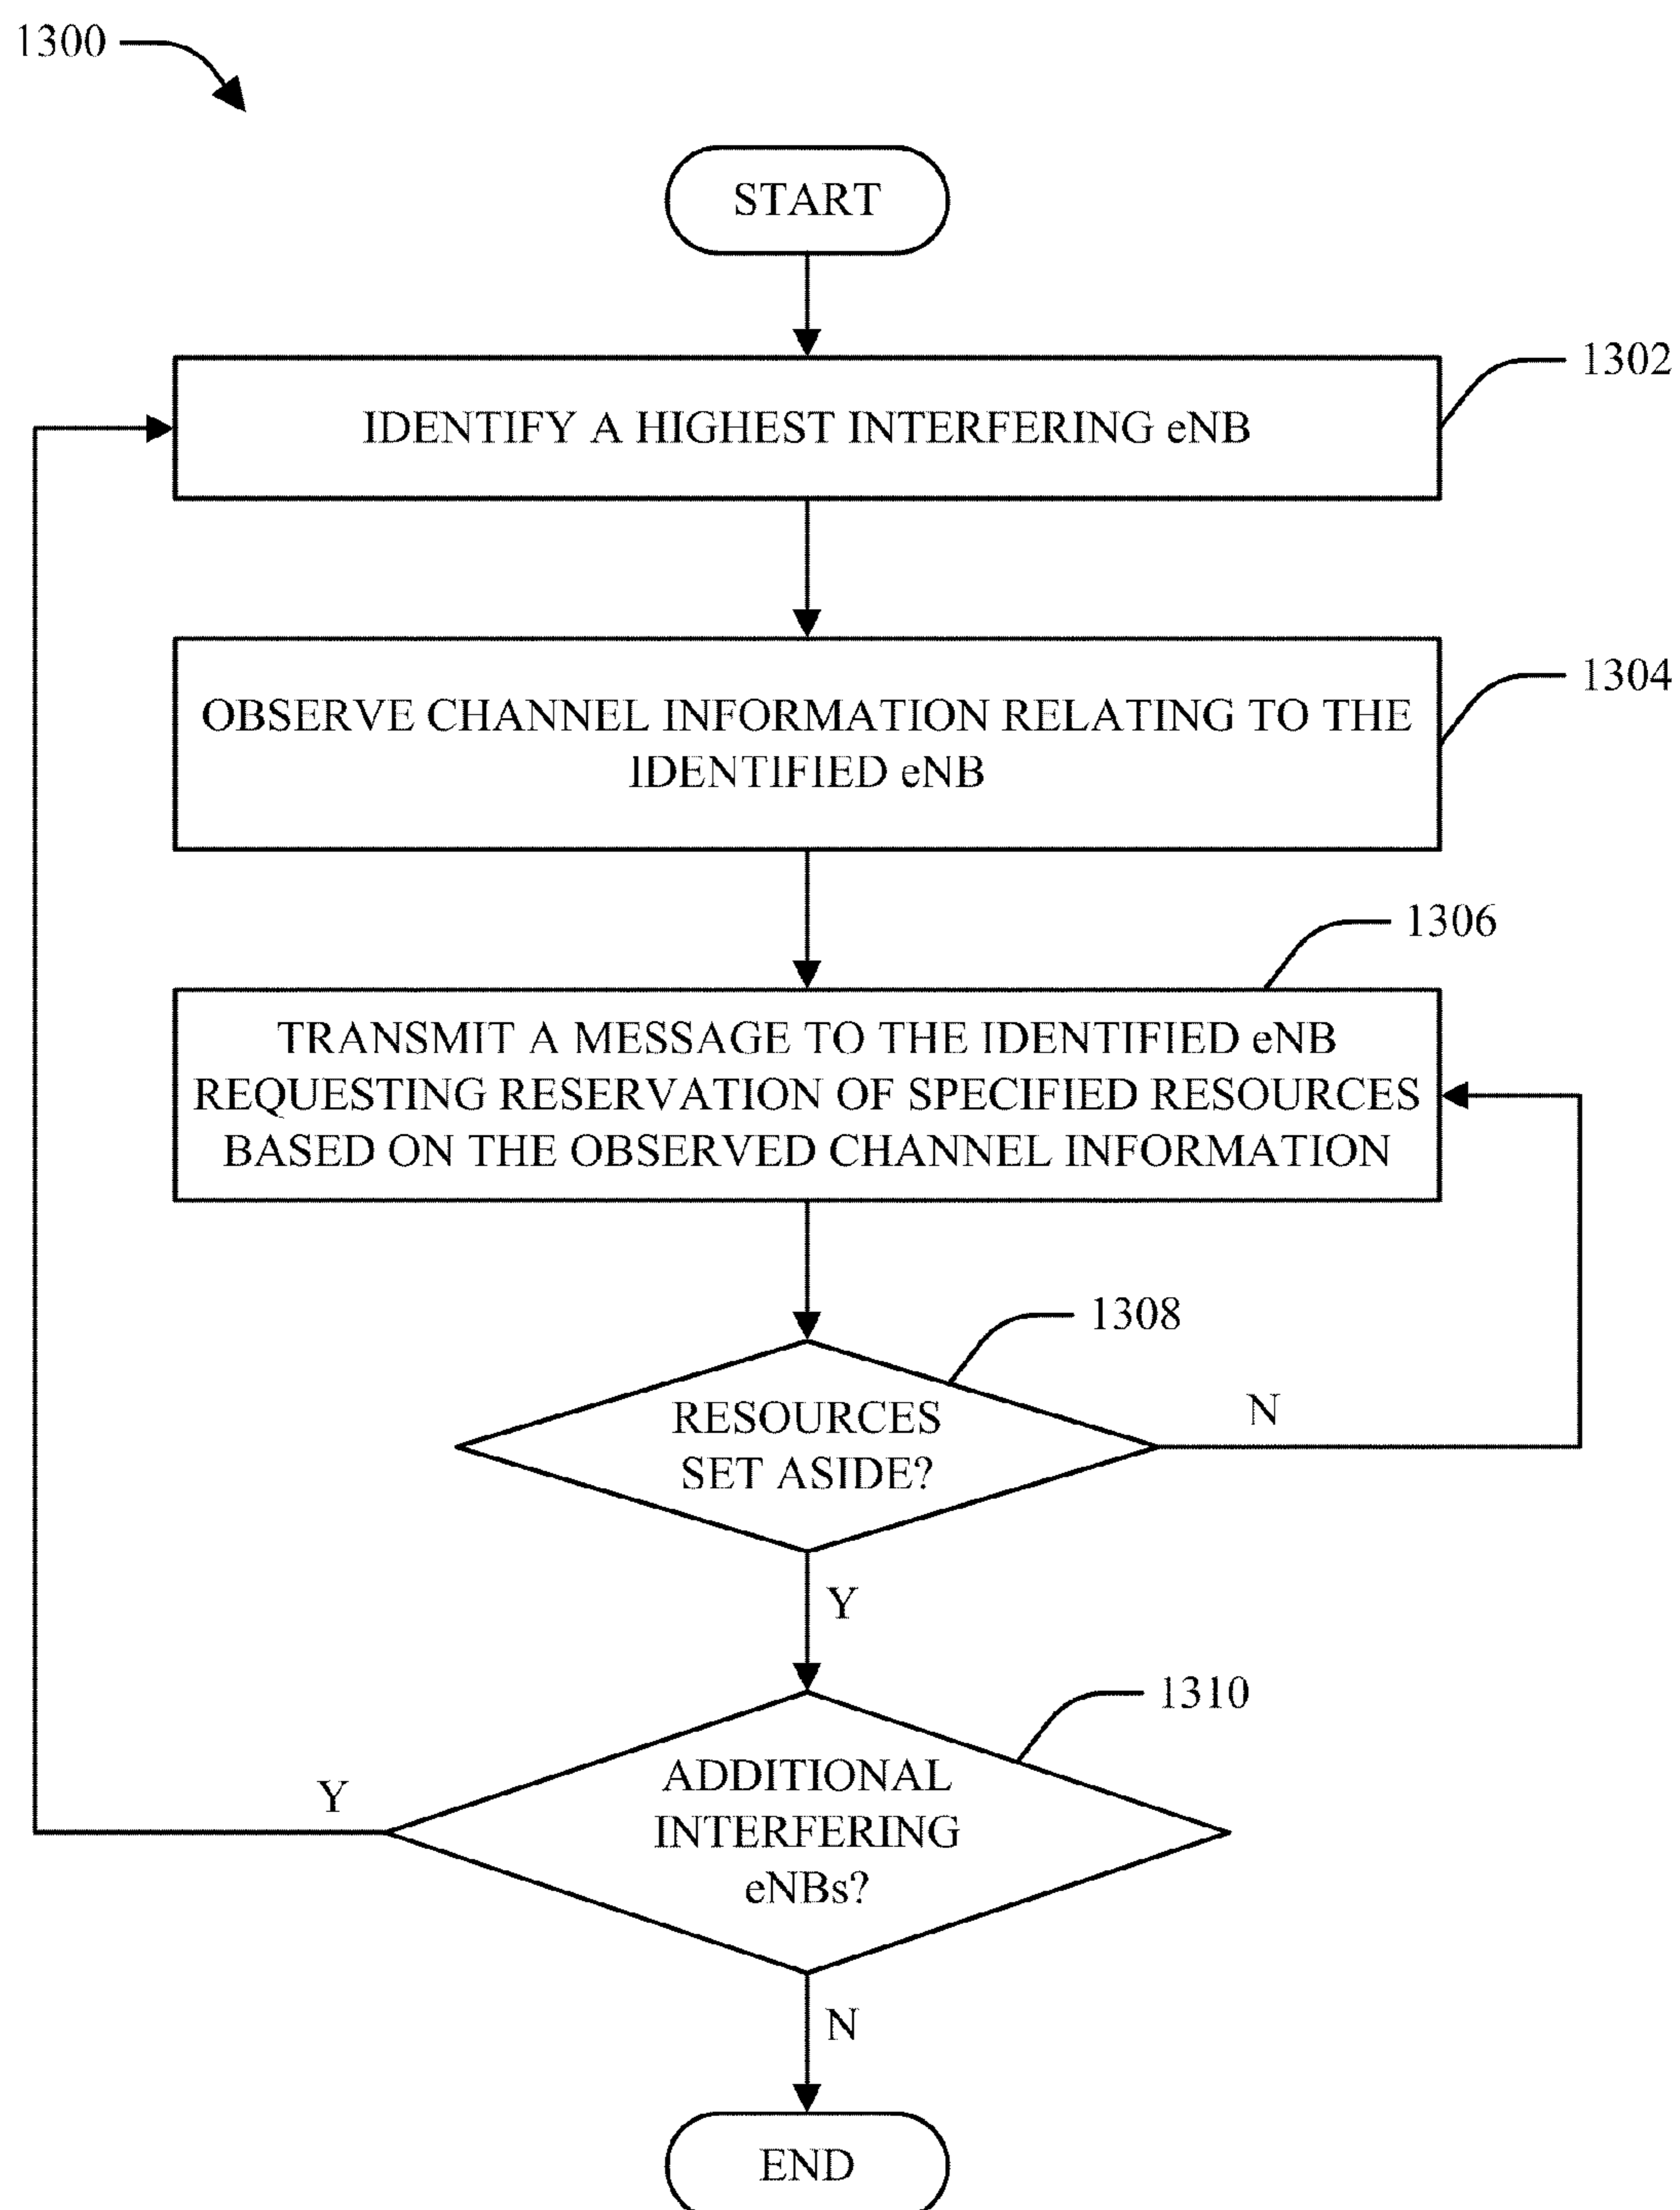 1300
START
1302
IDENTIFY A HIGHEST INTERFERING eNB
1304
OBSERVE CHANNEL INFORMATION RELATING TO THE
IDENTIFIED eNB
1306
TRANSMIT A MESSAGE TO THE IDENTIFIED eNB
REQUESTING RESERVATION OF SPECIFIED RESOURCES
BASED ON THE OBSERVED CHANNEL INFORMATION
1308
RESOURCES
SET ASIDE?
N
Y
1310
ADDITIONAL
INTERFERING
eNBs?
Y
N
END